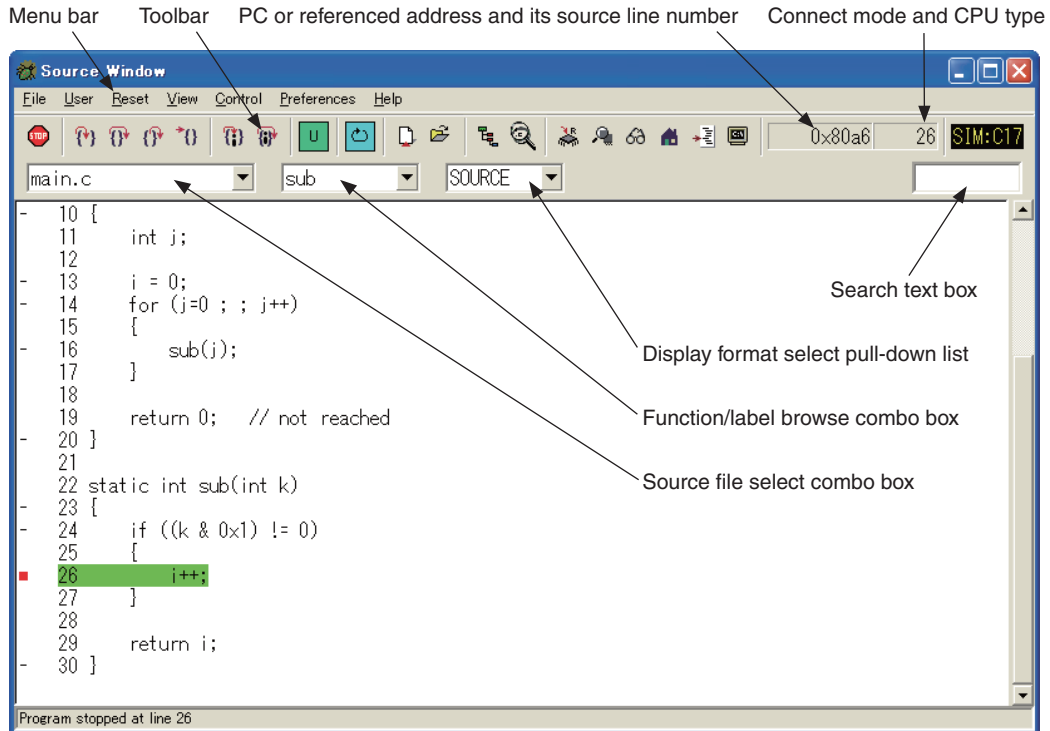 Menu bar Toolbar PC or referenced address and its source line number Connect mode and CPU type
Source Window
File User Reset View Control Preferences Help
STOP U 0x80a6 26 SIM:C17
main.c sub SOURCE
- 10 {
11 int j;
12
- 13 i = 0;
- 14 for (j=0 ; ; j++)
15 {
- 16 sub(j);
17 }
18
19 return 0; // not reached
- 20 }
21
22 static int sub(int k)
- 23 {
- 24 if ((k & 0x1) != 0)
25 {
26 i++;
27 }
28
29 return i;
- 30 }
Search text box
Display format select pull-down list
Function/label browse combo box
Source file select combo box
Program stopped at line 26